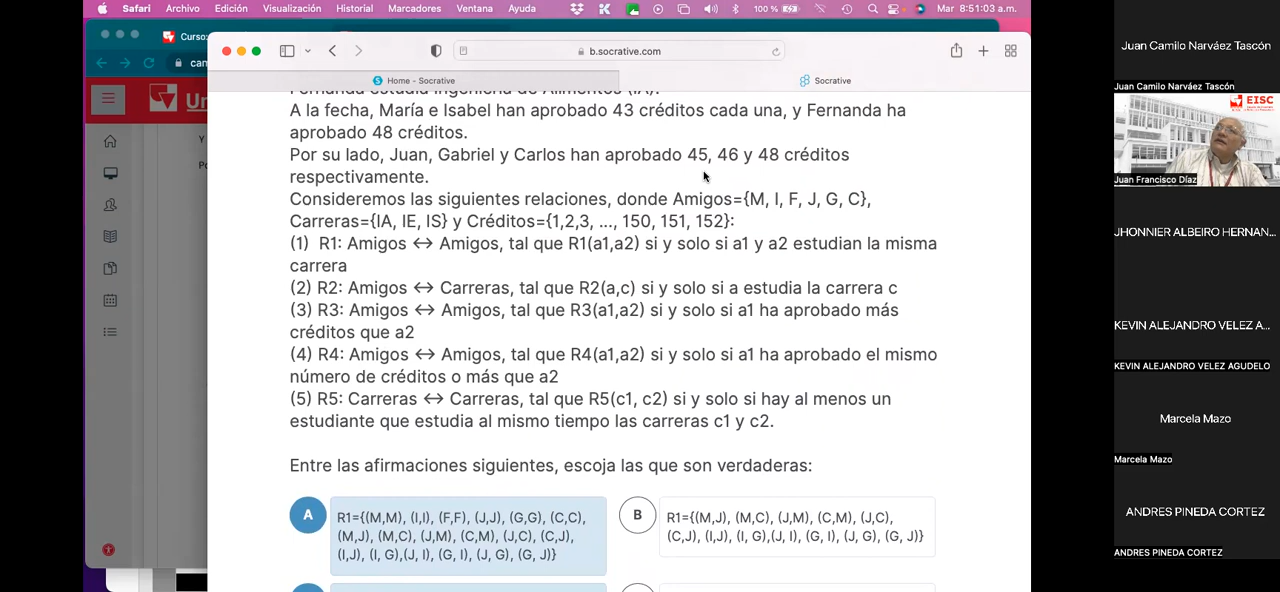 Safari Archivo Edición Visualización Historial Marcadores Ventana Ayuda 100 % Mar 8:51:03 a.m.
Curso:
b.socrative.com
Home - Socrative
Socrative
Fernanda estudia Ingeniería de Alimentos (IA).
A la fecha, María e Isabel han aprobado 43 créditos cada una, y Fernanda ha
aprobado 48 créditos.
Por su lado, Juan, Gabriel y Carlos han aprobado 45, 46 y 48 créditos
respectivamente.
Consideremos las siguientes relaciones, donde Amigos={M, I, F, J, G, C},
Carreras={IA, IE, IS} y Créditos={1,2,3, ..., 150, 151, 152}:
(1) R1: Amigos ↔ Amigos, tal que R1(a1,a2) si y solo si a1 y a2 estudian la misma
carrera
(2) R2: Amigos ↔ Carreras, tal que R2(a,c) si y solo si a estudia la carrera c
(3) R3: Amigos ↔ Amigos, tal que R3(a1,a2) si y solo si a1 ha aprobado más
créditos que a2
(4) R4: Amigos ↔ Amigos, tal que R4(a1,a2) si y solo si a1 ha aprobado el mismo
número de créditos o más que a2
(5) R5: Carreras ↔ Carreras, tal que R5(c1, c2) si y solo si hay al menos un
estudiante que estudia al mismo tiempo las carreras c1 y c2.
Entre las afirmaciones siguientes, escoja las que son verdaderas:
A
R1={(M,M), (I,I), (F,F), (J,J), (G,G), (C,C),
(M,J), (M,C), (J,M), (C,M), (J,C), (C,J),
(I,J), (I, G),(J, I), (G, I), (J, G), (G, J)}
B
R1={(M,J), (M,C), (J,M), (C,M), (J,C),
(C,J), (I,J), (I, G),(J, I), (G, I), (J, G), (G, J)}
Juan Camilo Narváez Tascón
Juan Camilo Narváez Tascón
EISC
Juan Francisco Díaz
JHONNIER ALBEIRO HERNAN...
KEVIN ALEJANDRO VELEZ A...
KEVIN ALEJANDRO VELEZ AGUDELO
Marcela Mazo
Marcela Mazo
ANDRES PINEDA CORTEZ
ANDRES PINEDA CORTEZ